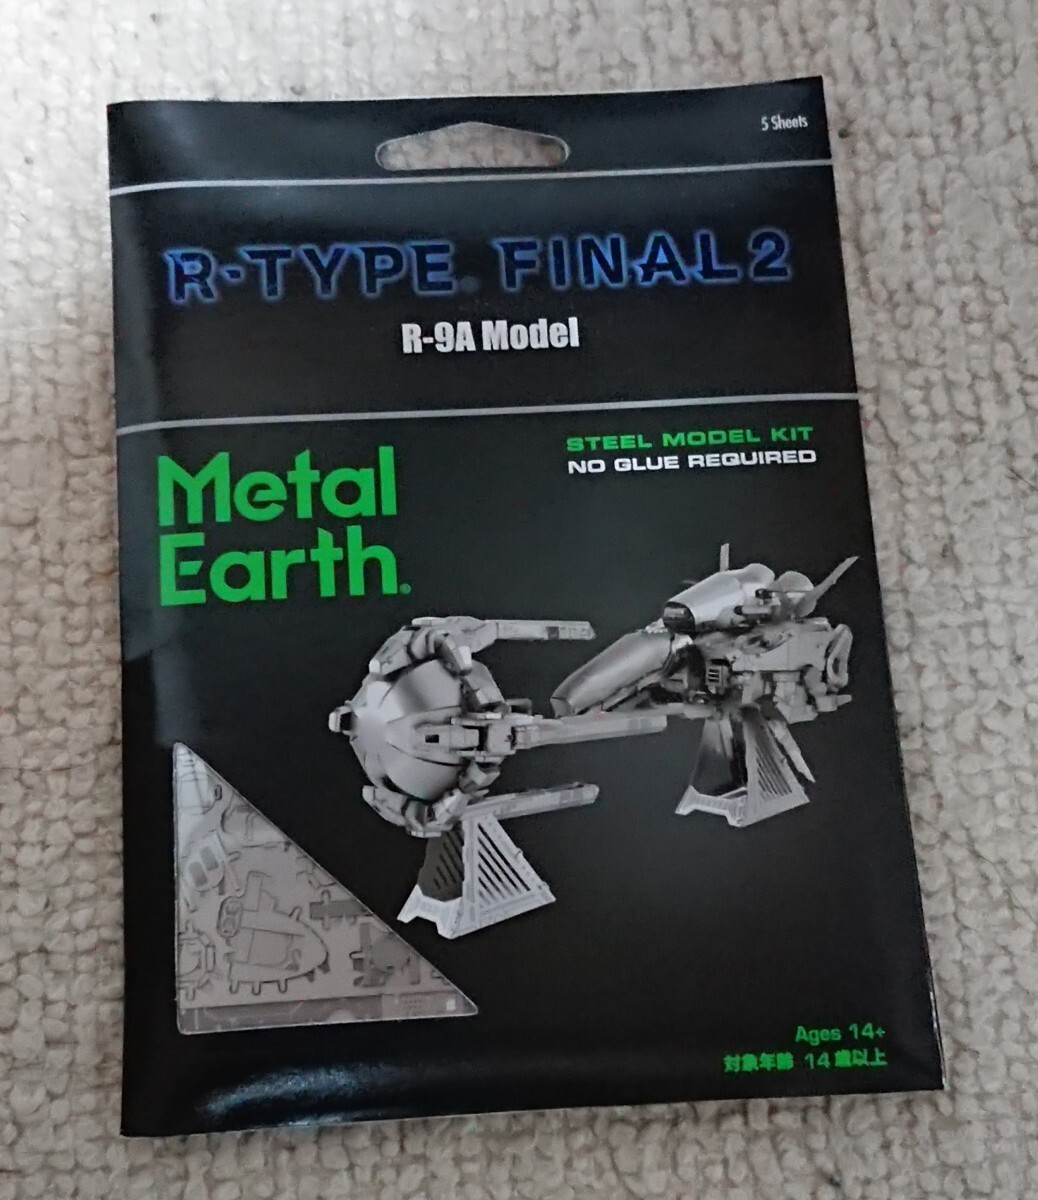 5 Sheets
R-TYPE® FINAL 2
R-9A Model
STEEL MODEL KIT
NO GLUE REQUIRED
Metal
Earth®
Ages 14+
対象年齢 14歳以上